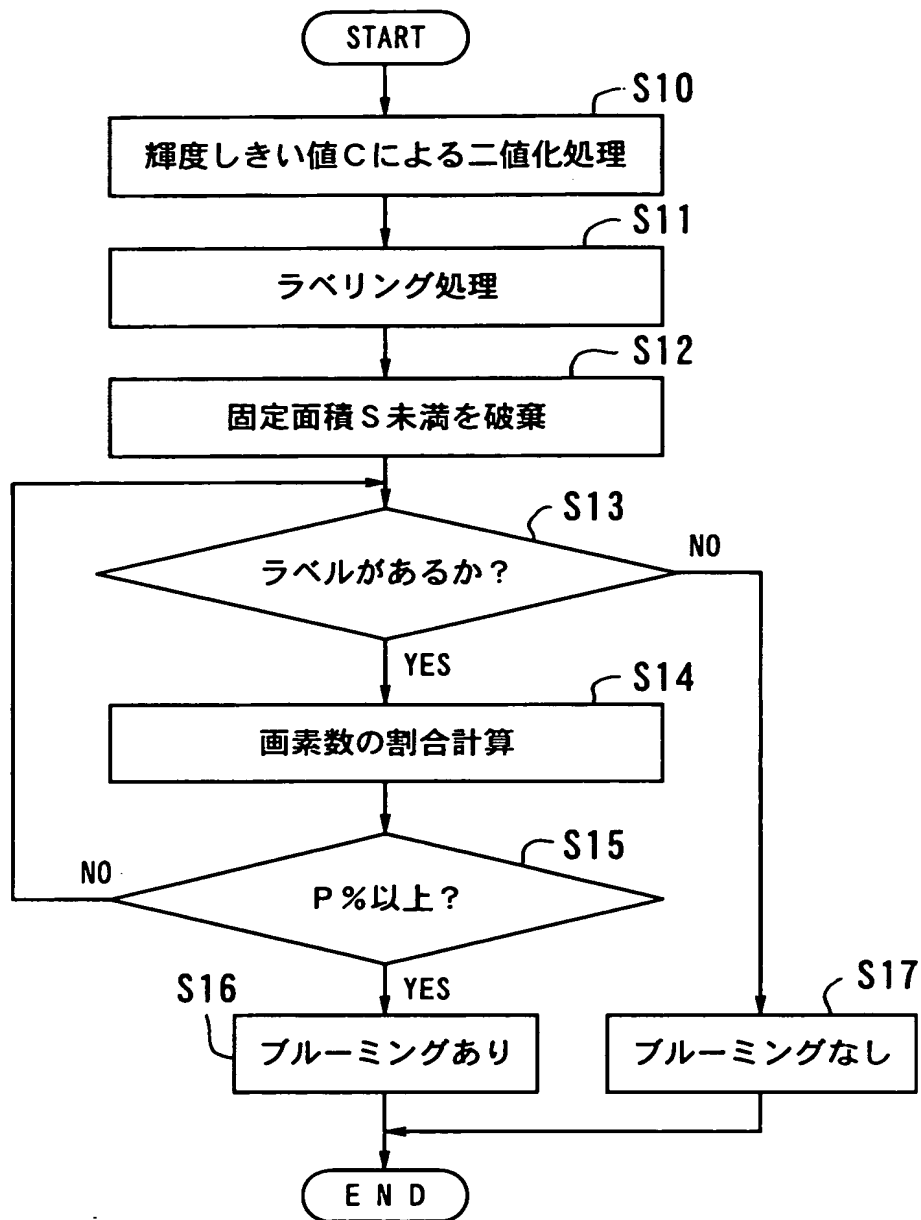 START
S10
輝度しきい値Cによる二値化処理
S11
ラベリング処理
S12
固定面積S未満を破棄
S13
ラベルがあるか?
NO
YES
S14
画素数の割合計算
S15
NO
P%以上?
YES
S16
ブルーミングあり
S17
ブルーミングなし
END